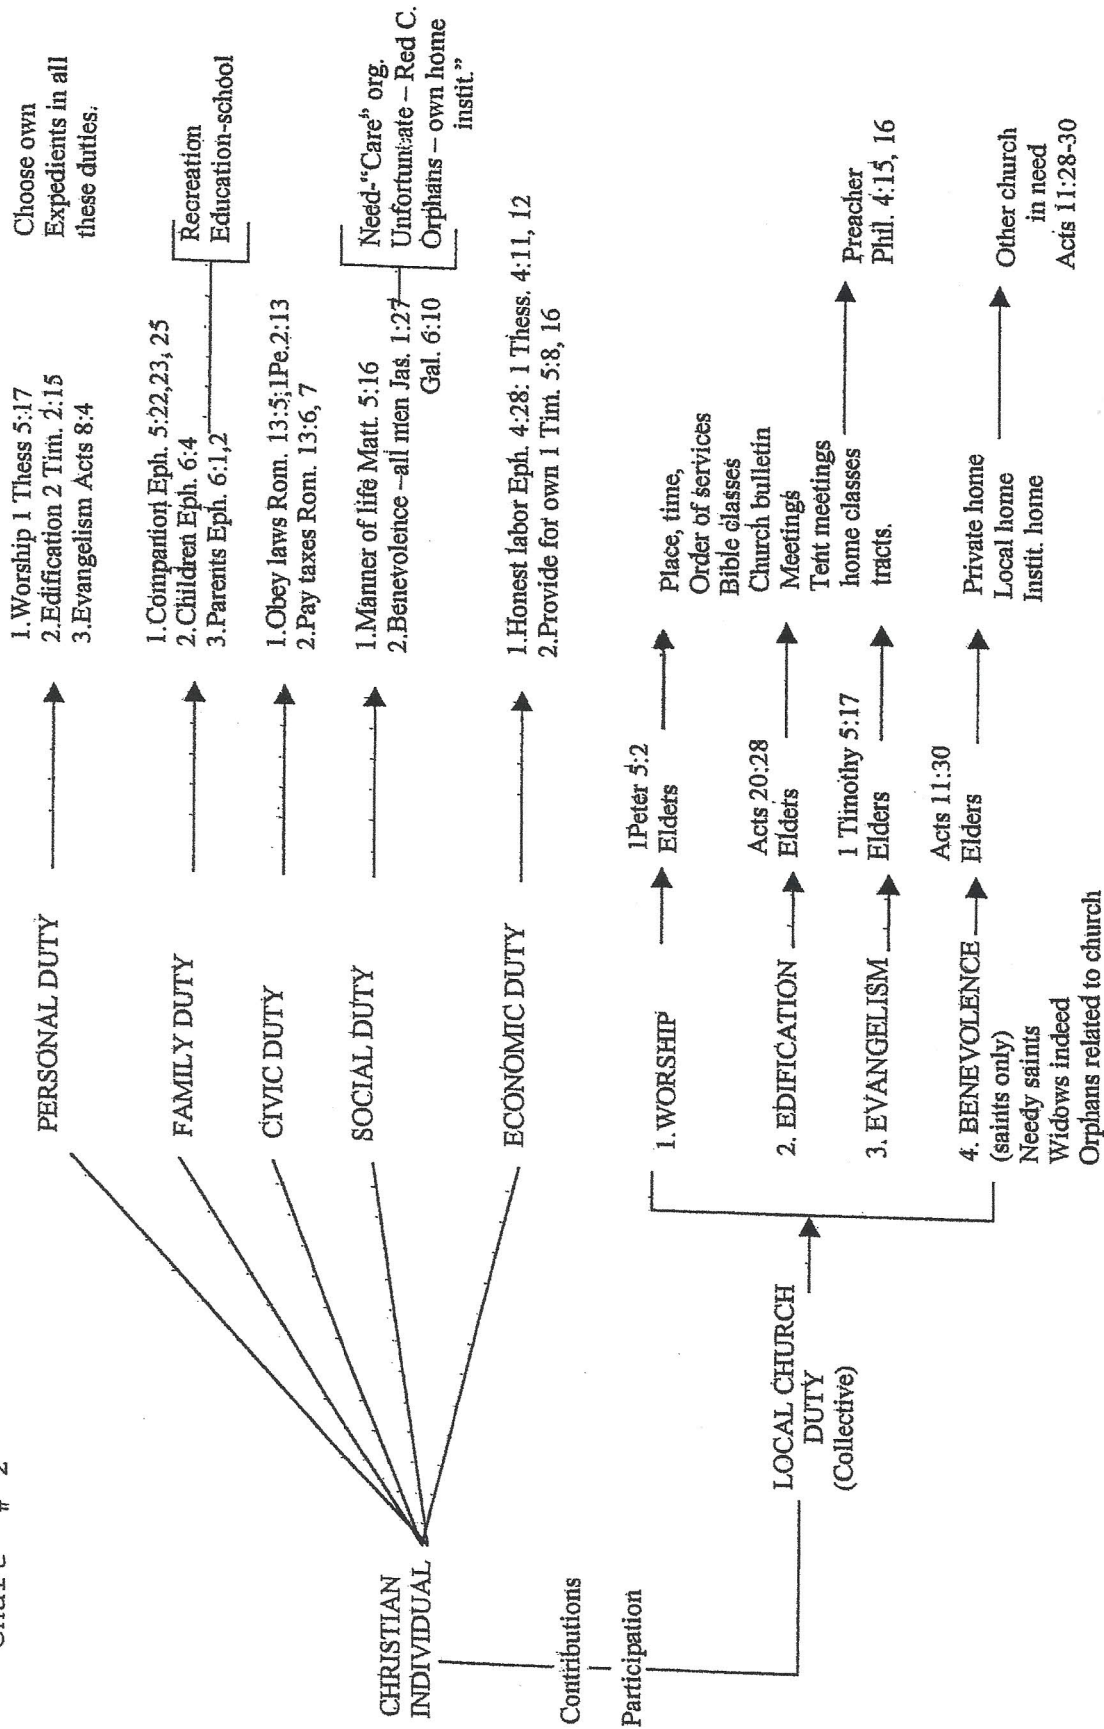 Chart # 2
CHRISTIAN
INDIVIDUAL
Contributions
Participation
PERSONAL DUTY
1.Worship 1 Thess 5:17
2.Edification 2 Tim. 2:15
3.Evangelism Acts 8:4
Choose own
Expedients in all
these duties.
FAMILY DUTY
1.Companion Eph. 5:22,23, 25
2.Children Eph. 6:4
3.Parents Eph. 6:1,2
Recreation
Education-school
CIVIC DUTY
1.Obey laws Rom. 13:5;1Pe.2:13
2.Pay taxes Rom. 13:6, 7
SOCIAL DUTY
1.Manner of life Matt. 5:16
2.Benevolence –all men Jas. 1:27
Gal. 6:10
Need-“Care” org.
Unfortunate – Red C.
Orphans – own home
instit.”
ECONOMIC DUTY
1.Honest labor Eph. 4:28: 1 Thess. 4:11, 12
2.Provide for own 1 Tim. 5:8, 16
LOCAL CHURCH
DUTY
(Collective)
1.WORSHIP
1Peter 5:2
Elders
Place, time,
Order of services
Bible classes
Church bulletin
Meetings
Tent meetings
home classes
tracts.
2. EDIFICATION
Acts 20:28
Elders
3. EVANGELISM
1 Timothy 5:17
Elders
Preacher
Phil. 4:15, 16
4. BENEVOLENCE
(saints only)
Needy saints
Widows indeed
Orphans related to church
Acts 11:30
Elders
Private home
Local home
Instit. home
Other church
in need
Acts 11:28-30